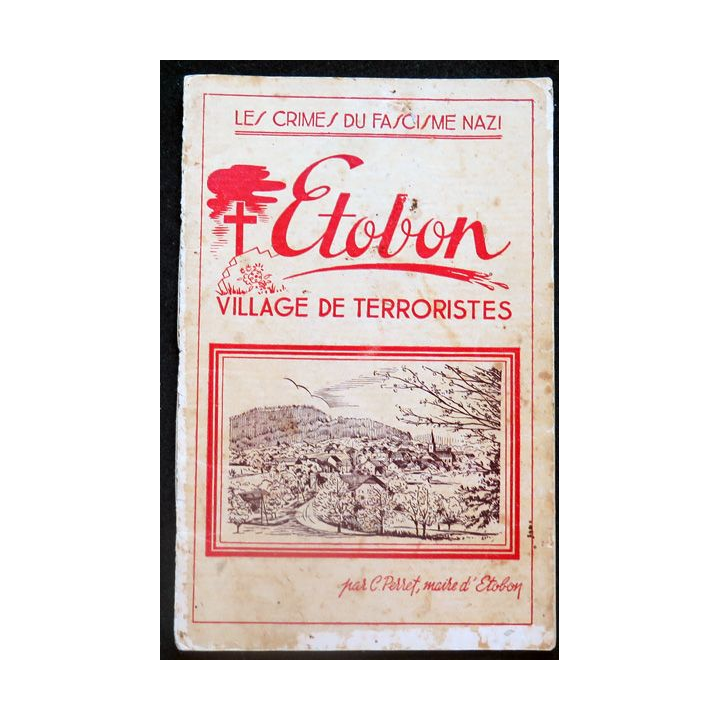 LES CRIMES DU FASCISME NAZI
Etobon
VILLAGE DE TERRORISTES
par C. Perret, maire d'Etobon